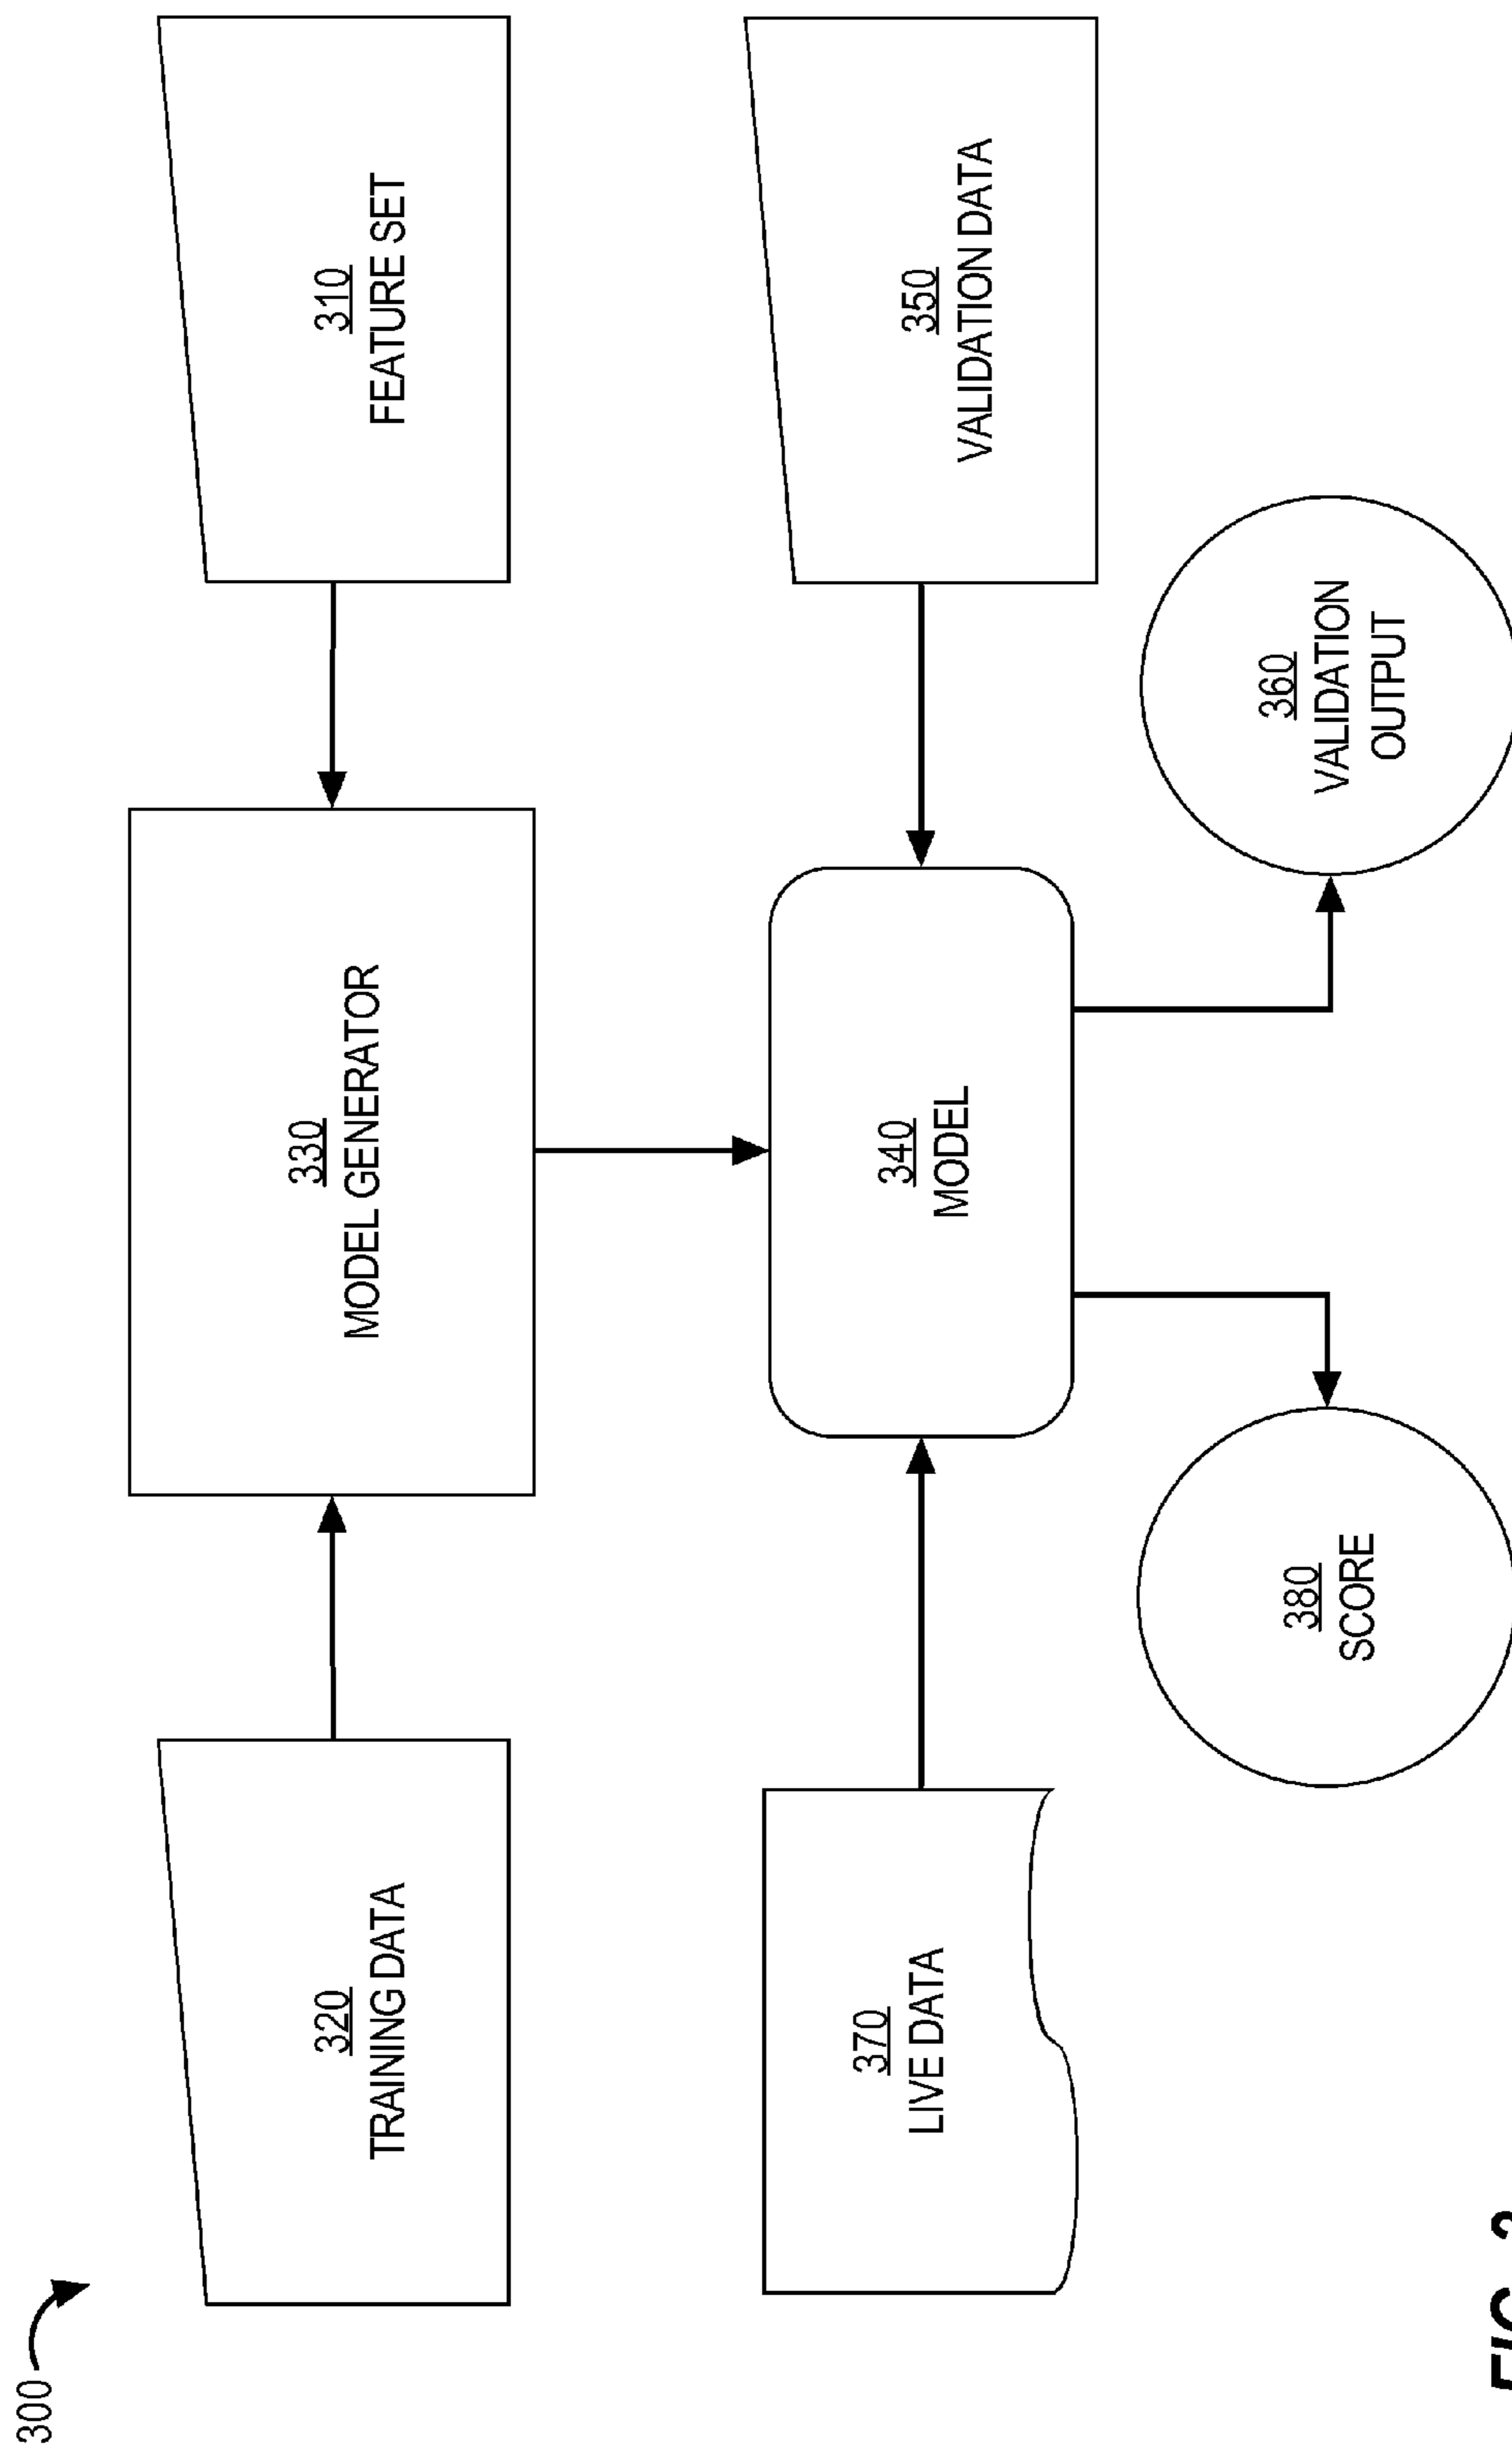 300
320
TRAINING DATA
330
MODEL GENERATOR
310
FEATURE SET
370
LIVE DATA
340
MODEL
350
VALIDATION DATA
380
SCORE
360
VALIDATION
OUTPUT